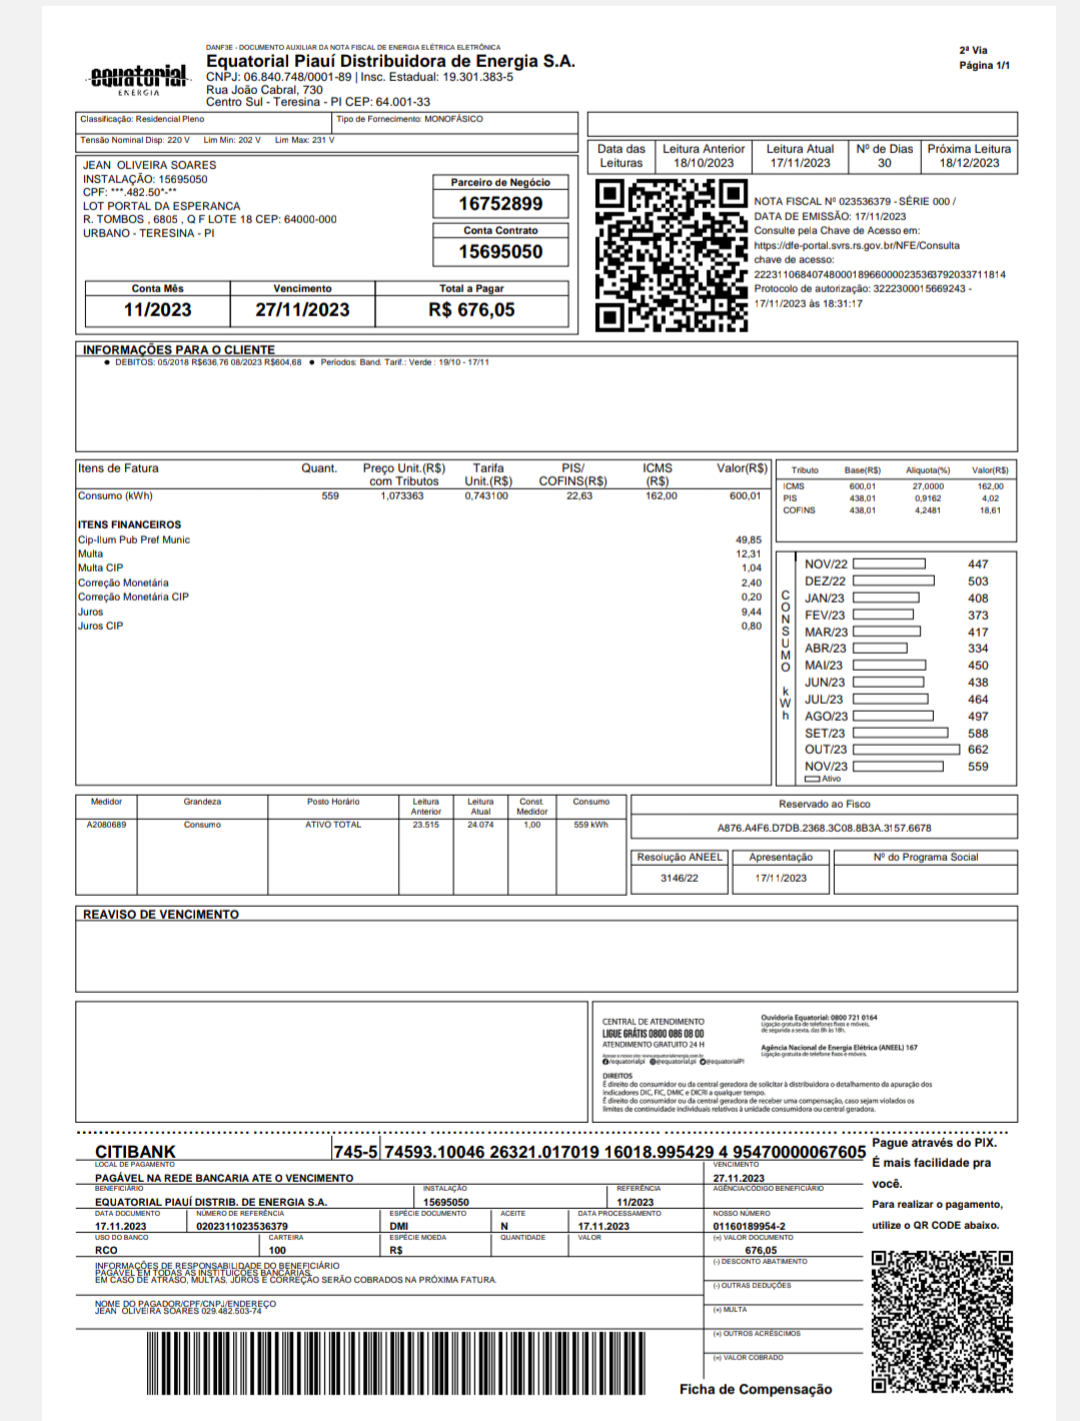 DANF3E - DOCUMENTO AUXILIAR DA NOTA FISCAL DE ENERGIA ELÉTRICA ELETRÔNICA
equatorial
ENERGIA
Equatorial Piauí Distribuidora de Energia S.A.
CNPJ: 06.840.748/0001-89 | Insc. Estadual: 19.301.383-5
Rua João Cabral, 730
Centro Sul - Teresina - PI CEP: 64.001-33
2ª Via
Página 1/1
Classificação: Residencial Pleno
Tipo de Fornecimento: MONOFÁSICO
Tensão Nominal Disp: 220 V Lim Min: 202 V Lim Max: 231 V
JEAN OLIVEIRA SOARES
INSTALAÇÃO: 15695050
CPF: ***.482.50*-**
LOT PORTAL DA ESPERANCA
R. TOMBOS , 6805 , Q F LOTE 18 CEP: 64000-000
URBANO - TERESINA - PI
Parceiro de Negócio
16752899
Conta Contrato
15695050
Conta Mês Vencimento Total a Pagar
11/2023 27/11/2023 R$ 676,05
Data das Leituras Leitura Anterior Leitura Atual Nº de Dias Próxima Leitura
18/10/2023 17/11/2023 30 18/12/2023
NOTA FISCAL Nº 023536379 - SÉRIE 000 /
DATA DE EMISSÃO: 17/11/2023
Consulte pela Chave de Acesso em:
https://dfe-portal.svrs.rs.gov.br/NFE/Consulta
chave de acesso:
22231106840748000189660000235363792033711814
Protocolo de autorização: 3222300015669243 -
17/11/2023 às 18:31:17
INFORMAÇÕES PARA O CLIENTE
● DEBITOS: 05/2018 R$636,76 08/2023 R$604,68 ● Períodos: Band. Tarif.: Verde : 19/10 - 17/11
Itens de Fatura Quant. Preço Unit.(R$) com Tributos Tarifa Unit.(R$) PIS/ COFINS(R$) ICMS (R$) Valor(R$)
Consumo (kWh) 559 1,073363 0,743100 22,63 162,00 600,01
ITENS FINANCEIROS
Cip-Ilum Pub Pref Munic 49,85
Multa 12,31
Multa CIP 1,04
Correção Monetária 2,40
Correção Monetária CIP 0,20
Juros 9,44
Juros CIP 0,80
Tributo Base(R$) Aliquota(%) Valor(R$)
ICMS 600,01 27,0000 162,00
PIS 438,01 0,9162 4,02
COFINS 438,01 4,2481 18,61
CONSUMO kWh
NOV/22 447
DEZ/22 503
JAN/23 408
FEV/23 373
MAR/23 417
ABR/23 334
MAI/23 450
JUN/23 438
JUL/23 464
AGO/23 497
SET/23 588
OUT/23 662
NOV/23 559
Ativo
Medidor Grandeza Posto Horário Leitura Anterior Leitura Atual Const. Medidor Consumo
A2080689 Consumo ATIVO TOTAL 23.515 24.074 1,00 559 kWh
Reservado ao Fisco
A876.A4F6.D7DB.2368.3C08.8B3A.3157.6678
Resolução ANEEL Apresentação Nº do Programa Social
3146/22 17/11/2023
REAVISO DE VENCIMENTO
CENTRAL DE ATENDIMENTO
LIGUE GRÁTIS 0800 086 08 00
ATENDIMENTO GRATUITO 24 H
Acesse o nosso site: www.equatorialenergia.com.br
/equatorialpi @equatorialpi @equatorialPI
Ouvidoria Equatorial: 0800 721 0164
Ligação gratuita de telefones fixos e móveis,
de segunda a sexta, das 8h às 18h.
Agência Nacional de Energia Elétrica (ANEEL) 167
Ligação gratuita de telefone fixos e móveis.
DIREITOS
É direito do consumidor ou da central geradora de solicitar à distribuidora o detalhamento da apuração dos
indicadores DIC, FIC, DMIC e DICRI a qualquer tempo.
É direito do consumidor ou da central geradora de receber uma compensação, caso sejam violados os
limites de continuidade individuais relativos à unidade consumidora ou central geradora.
CITIBANK 745-5 74593.10046 26321.017019 16018.995429 4 95470000067605
LOCAL DE PAGAMENTO VENCIMENTO
PAGÁVEL NA REDE BANCARIA ATE O VENCIMENTO 27.11.2023
BENEFICIÁRIO INSTALAÇÃO REFERÊNCIA AGÊNCIA/CÓDIGO BENEFICIÁRIO
EQUATORIAL PIAUÍ DISTRIB. DE ENERGIA S.A. 15695050 11/2023
DATA DOCUMENTO NÚMERO DE REFERÊNCIA ESPÉCIE DOCUMENTO ACEITE DATA PROCESSAMENTO NOSSO NÚMERO
17.11.2023 0202311023536379 DMI N 17.11.2023 01160189954-2
USO DO BANCO CARTEIRA ESPÉCIE MOEDA QUANTIDADE VALOR (=) VALOR DOCUMENTO
RCO 100 R$ 676,05
INFORMAÇÕES DE RESPONSABILIDADE DO BENEFICIÁRIO
PAGÁVEL EM TODAS AS INSTITUIÇÕES BANCÁRIAS.
EM CASO DE ATRASO, MULTAS, JUROS E CORREÇÃO SERÃO COBRADOS NA PRÓXIMA FATURA.
(-) DESCONTO ABATIMENTO
(-) OUTRAS DEDUÇÕES
NOME DO PAGADOR/CPF/CNPJ/ENDEREÇO
JEAN OLIVEIRA SOARES 029.482.503-74
(+) MULTA
(+) OUTROS ACRÉSCIMOS
(=) VALOR COBRADO
Ficha de Compensação
Pague através do PIX.
É mais facilidade pra
você.
Para realizar o pagamento,
utilize o QR CODE abaixo.